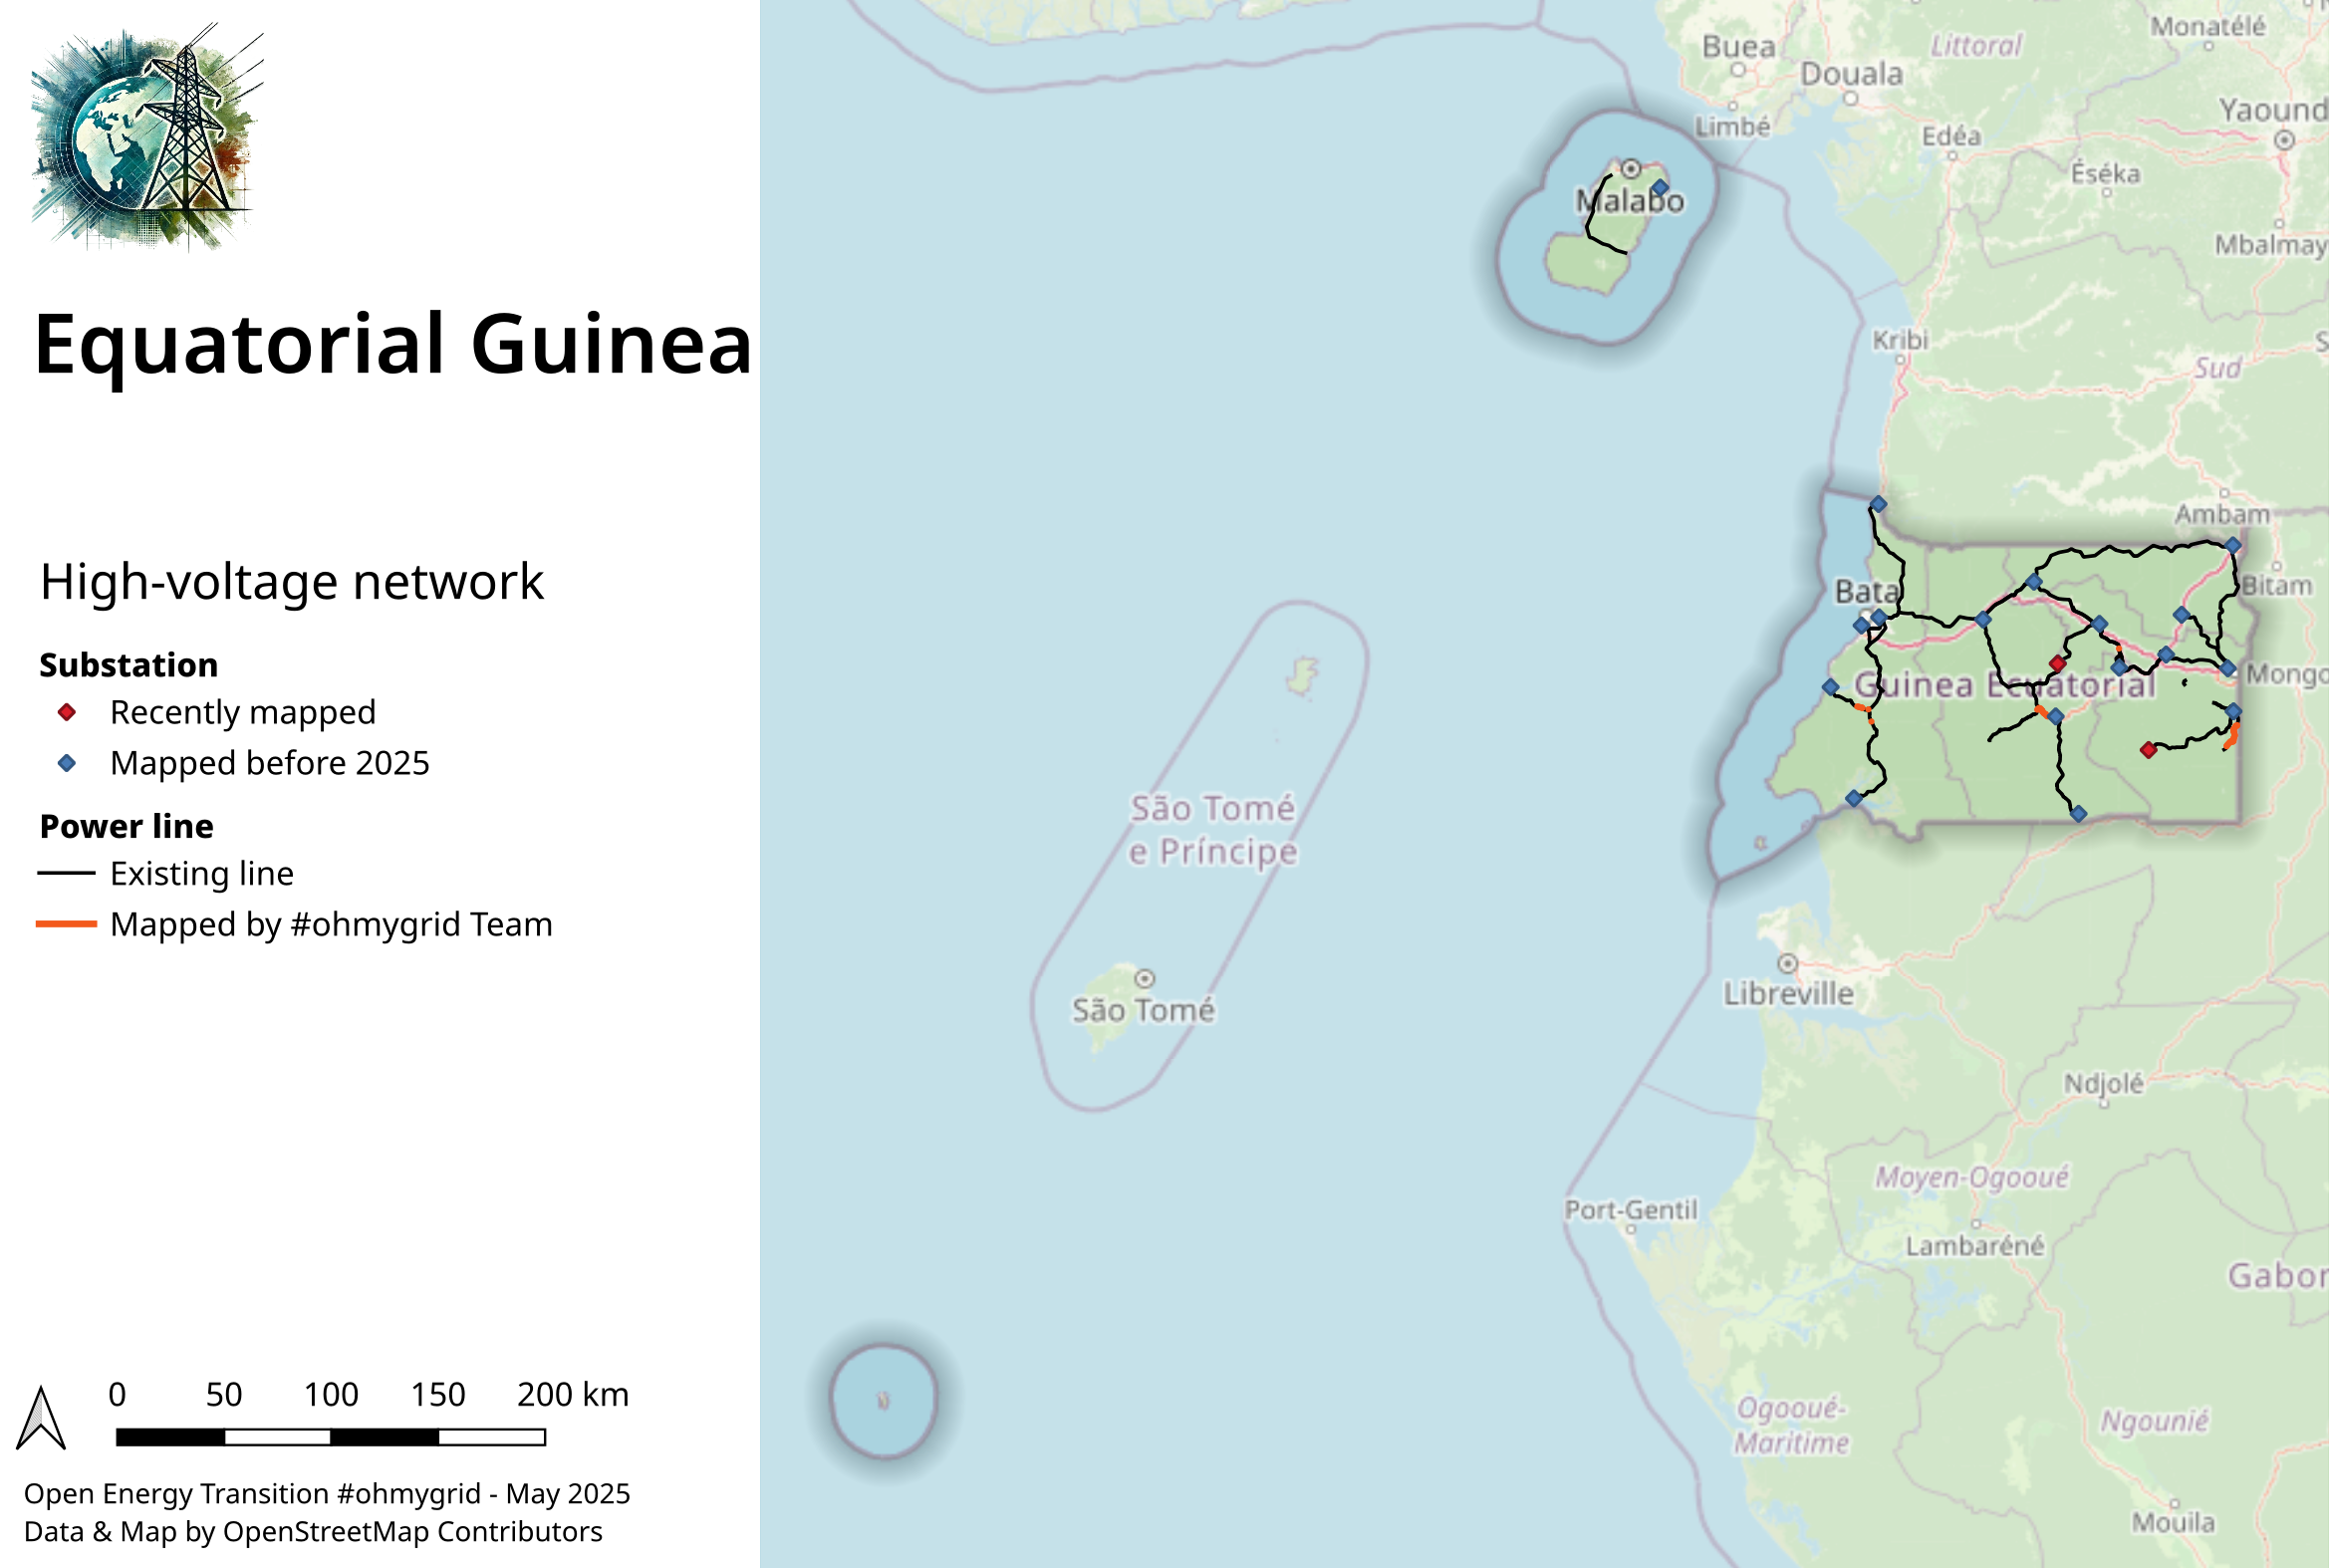 Equatorial Guinea
High-voltage network
Substation
Recently mapped
Mapped before 2025
Power line
Existing line
Mapped by #ohmygrid Team
0 50 100 150 200 km
Open Energy Transition #ohmygrid - May 2025
Data & Map by OpenStreetMap Contributors
Monatélé
Buea
Littoral
Douala
Yaound
Limbé
Edéa
Éséka
Malabo
Mbalmay
Kribi
Sud
Ambam
Bata
Bitam
Guinea Ecuatorial
Mongo
São Tomé
e Príncipe
São Tomé
Libreville
Ndjolé
Moyen-Ogooué
Port-Gentil
Lambaréné
Gabon
Ogooué-
Maritime
Ngounié
Mouila